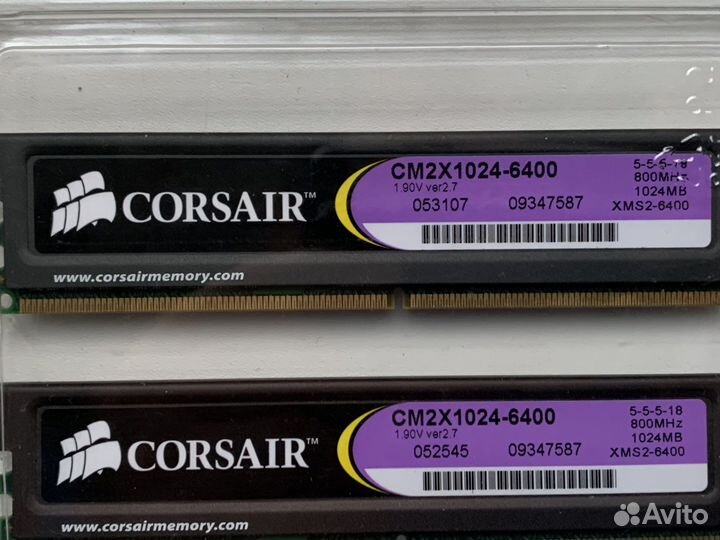 CORSAIR™
www.corsairmemory.com
CM2X1024-6400
1.90V ver2.7
053107 09347587
5-5-5-18
800MHz
1024MB
XMS2-6400
CORSAIR™
www.corsairmemory.com
CM2X1024-6400
1.90V ver2.7
052545 09347587
5-5-5-18
800MHz
1024MB
XMS2-6400
Avito